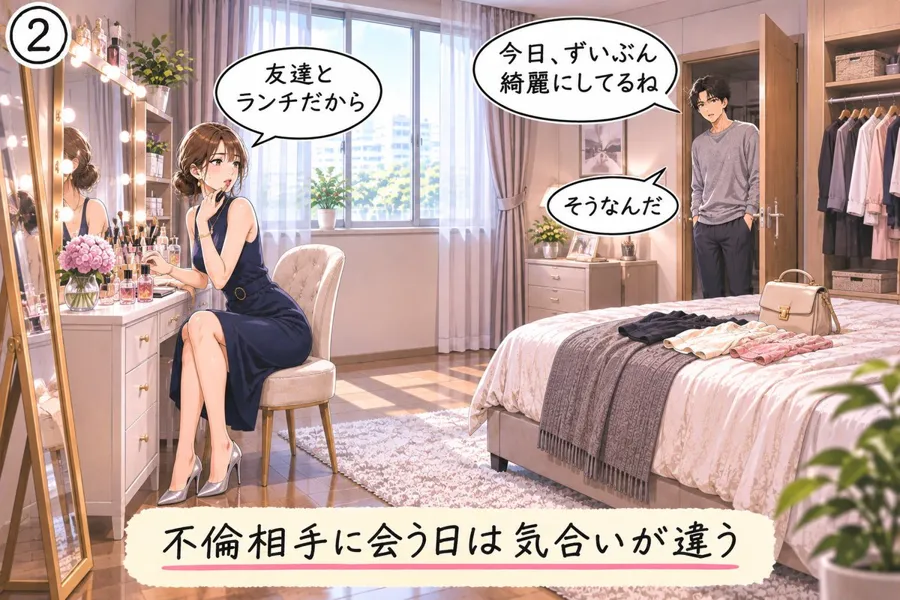 ②
友達と
ランチだから
今日、ずいぶん
綺麗にしてるね
そうなんだ
不倫相手に会う日は気合いが違う